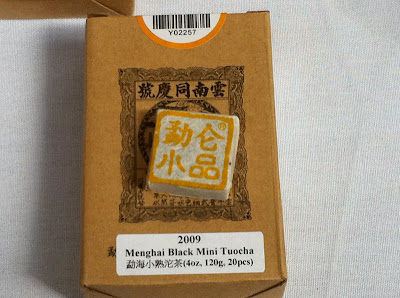 Y02257
雲南同慶號
勐仑®
小品
2009
Menghai Black Mini Tuocha
勐海小熟沱茶(4oz, 120g, 20pcs)